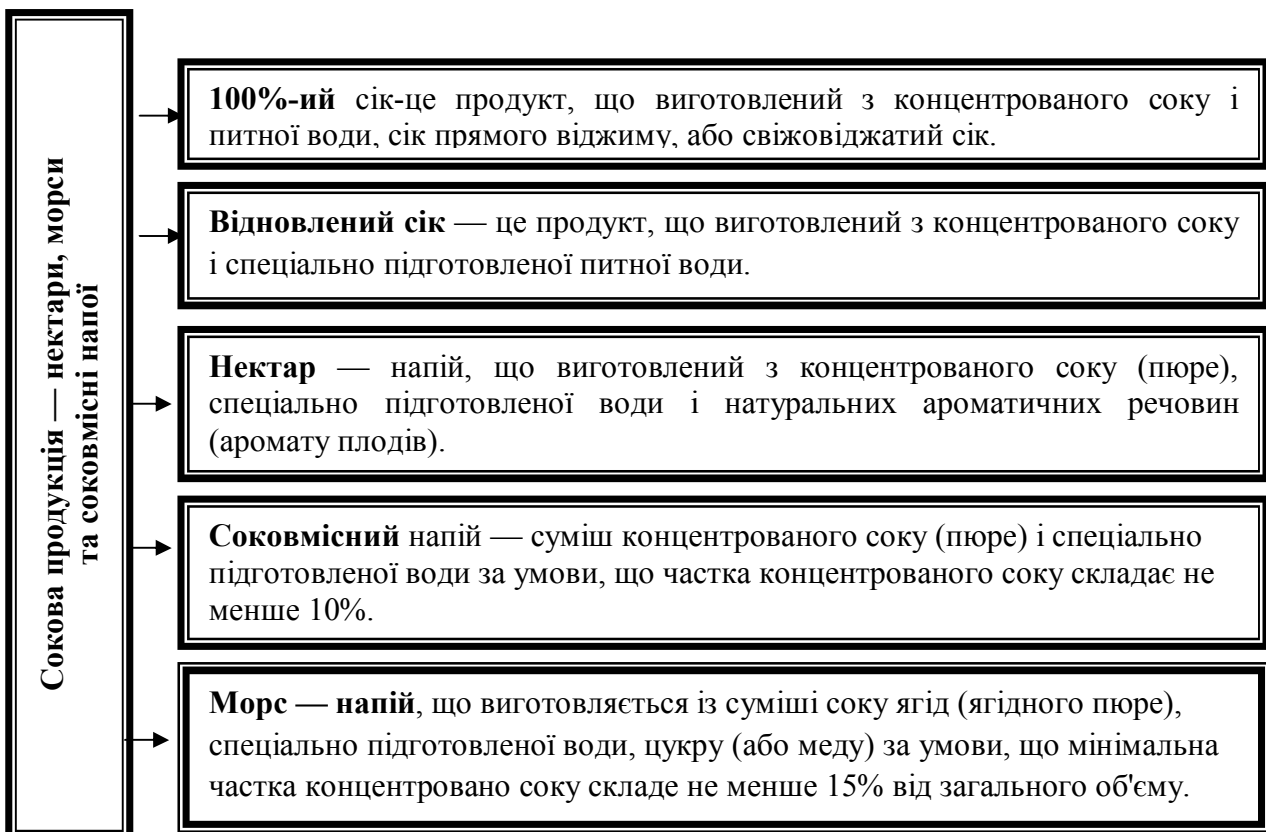 Сокова продукція — нектари, морси
та соковмісні напої
100%-ий сік-це продукт, що виготовлений з концентрованого соку і
питної води, сік прямого віджиму, або свіжовіджатий сік.
Відновлений сік — це продукт, що виготовлений з концентрованого соку
і спеціально підготовленої питної води.
Нектар — напій, що виготовлений з концентрованого соку (пюре),
спеціально підготовленої води і натуральних ароматичних речовин
(аромату плодів).
Соковмісний напій — суміш концентрованого соку (пюре) і спеціально
підготовленої води за умови, що частка концентрованого соку складає не
менше 10%.
Морс — напій, що виготовляється із суміші соку ягід (ягідного пюре),
спеціально підготовленої води, цукру (або меду) за умови, що мінімальна
частка концентровано соку складе не менше 15% від загального об'єму.